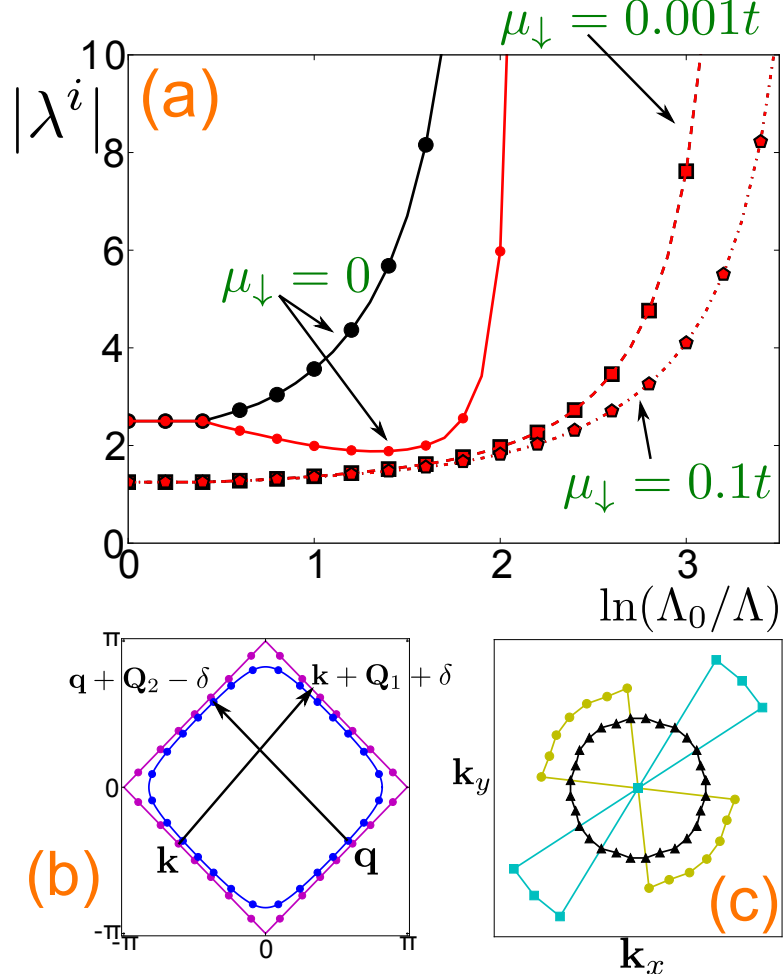 μ↓ = 0.001t
(a)
|λ^i|
10
8
6
4
2
0
μ↓ = 0
μ↓ = 0.1t
0 1 2 3
ln(Λ₀/Λ)
π
0
-π
q + Q₂ − δ
k + Q₁ + δ
k
q
(b)
-π 0 π
k_y
(c)
k_x